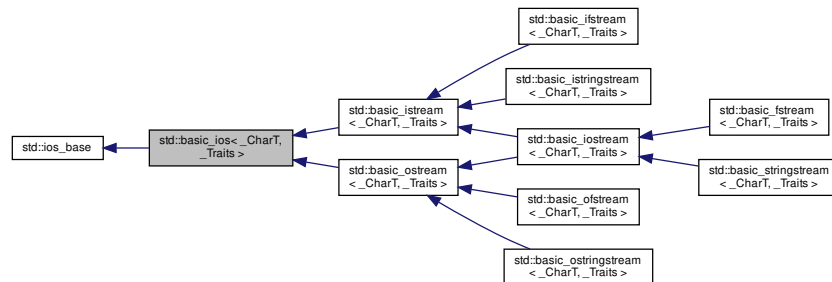 std::basic_ifstream
< _CharT, _Traits >
std::basic_istringstream
< _CharT, _Traits >
std::basic_istream
< _CharT, _Traits >
std::basic_fstream
< _CharT, _Traits >
std::ios_base
std::basic_ios< _CharT,
_Traits >
std::basic_iostream
< _CharT, _Traits >
std::basic_ostream
< _CharT, _Traits >
std::basic_stringstream
< _CharT, _Traits >
std::basic_ofstream
< _CharT, _Traits >
std::basic_ostringstream
< _CharT, _Traits >